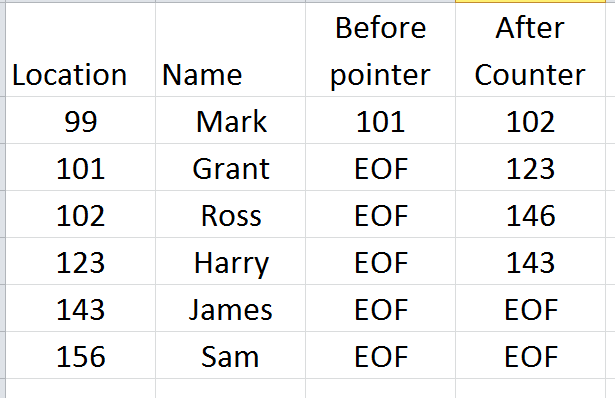 Before After
Location Name pointer Counter
99 Mark 101 102
101 Grant EOF 123
102 Ross EOF 146
123 Harry EOF 143
143 James EOF EOF
156 Sam EOF EOF